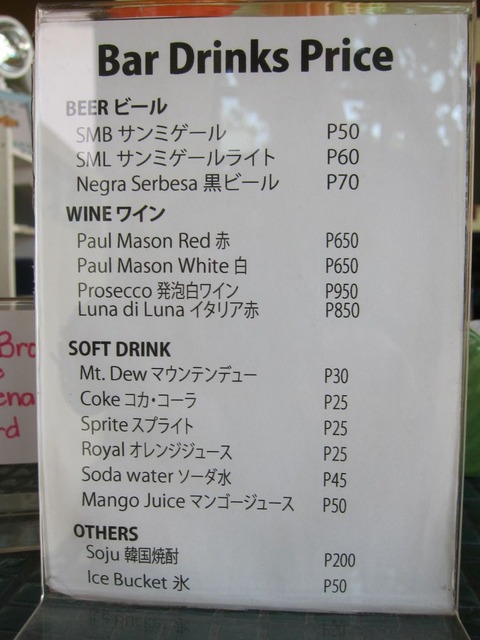 Bar Drinks Price
BEER ビール
SMB サンミゲール P50
SML サンミゲールライト P60
Negra Serbesa 黒ビール P70
WINE ワイン
Paul Mason Red 赤 P650
Paul Mason White 白 P650
Prosecco 発泡白ワイン P950
Luna di Luna イタリア赤 P850
SOFT DRINK
Mt. Dew マウンテンデュー P30
Coke コカ・コーラ P25
Sprite スプライト P25
Royal オレンジジュース P25
Soda water ソーダ水 P45
Mango Juice マンゴージュース P50
OTHERS
Soju 韓国焼酎 P200
Ice Bucket 氷 P50